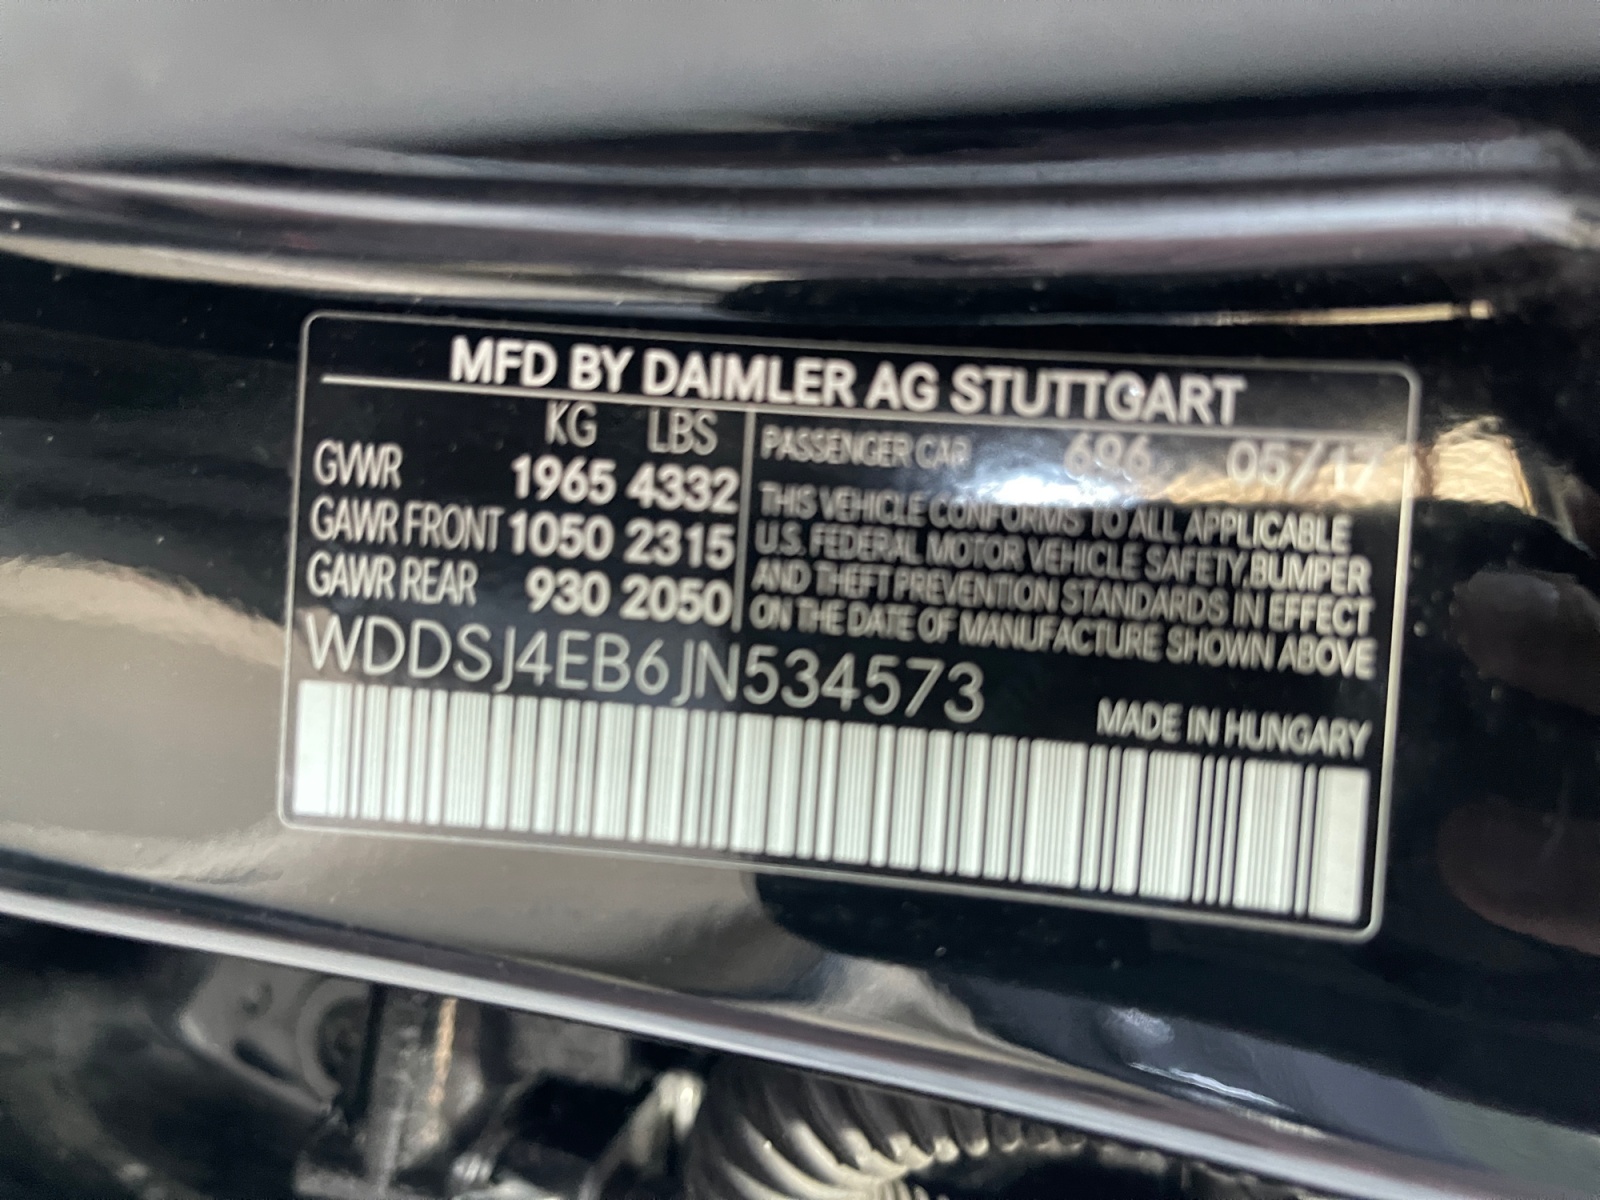 MFD BY DAIMLER AG STUTTGART
KG LBS
GVWR 1965 4332
GAWR FRONT 1050 2315
GAWR REAR 930 2050
PASSENGER CAR 696 05/17
THIS VEHICLE CONFORMS TO ALL APPLICABLE
U.S. FEDERAL MOTOR VEHICLE SAFETY,BUMPER
AND THEFT PREVENTION STANDARDS IN EFFECT
ON THE DATE OF MANUFACTURE SHOWN ABOVE
WDDSJ4EB6JN534573
MADE IN HUNGARY